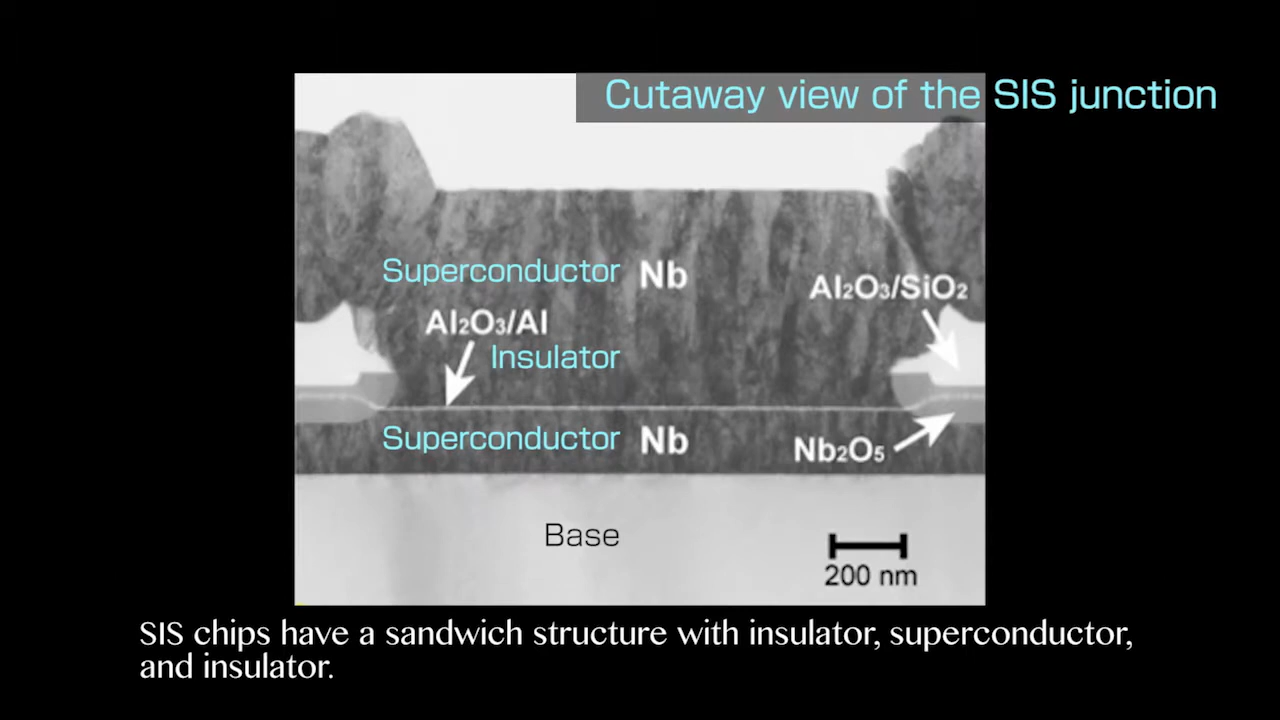 Cutaway view of the SIS junction
Superconductor Nb
Al₂O₃/SiO₂
Al₂O₃/Al
Insulator
Superconductor Nb
Nb₂O₅
Base
200 nm
SIS chips have a sandwich structure with insulator, superconductor,
and insulator.